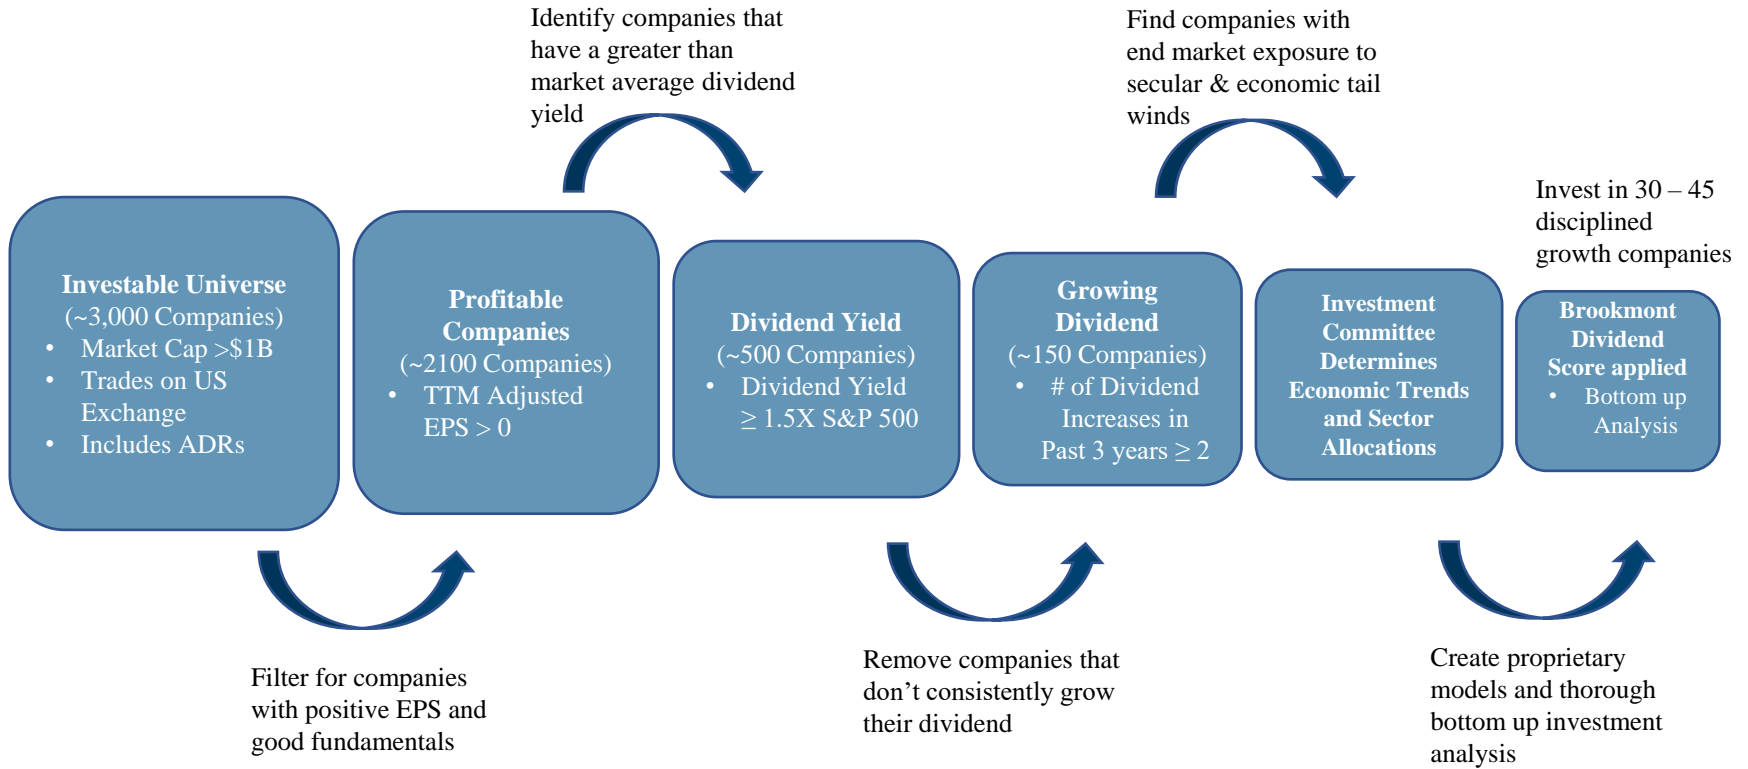 Identify companies that
have a greater than
market average dividend
yield
Find companies with
end market exposure to
secular & economic tail
winds
Invest in 30 – 45
disciplined
growth companies
Investable Universe
(~3,000 Companies)
• Market Cap >$1B
• Trades on US
Exchange
• Includes ADRs
Profitable
Companies
(~2100 Companies)
• TTM Adjusted
EPS > 0
Dividend Yield
(~500 Companies)
• Dividend Yield
≥ 1.5X S&P 500
Growing
Dividend
(~150 Companies)
• # of Dividend
Increases in
Past 3 years ≥ 2
Investment
Committee
Determines
Economic Trends
and Sector
Allocations
Brookmont
Dividend
Score applied
• Bottom up
Analysis
Filter for companies
with positive EPS and
good fundamentals
Remove companies that
don’t consistently grow
their dividend
Create proprietary
models and thorough
bottom up investment
analysis